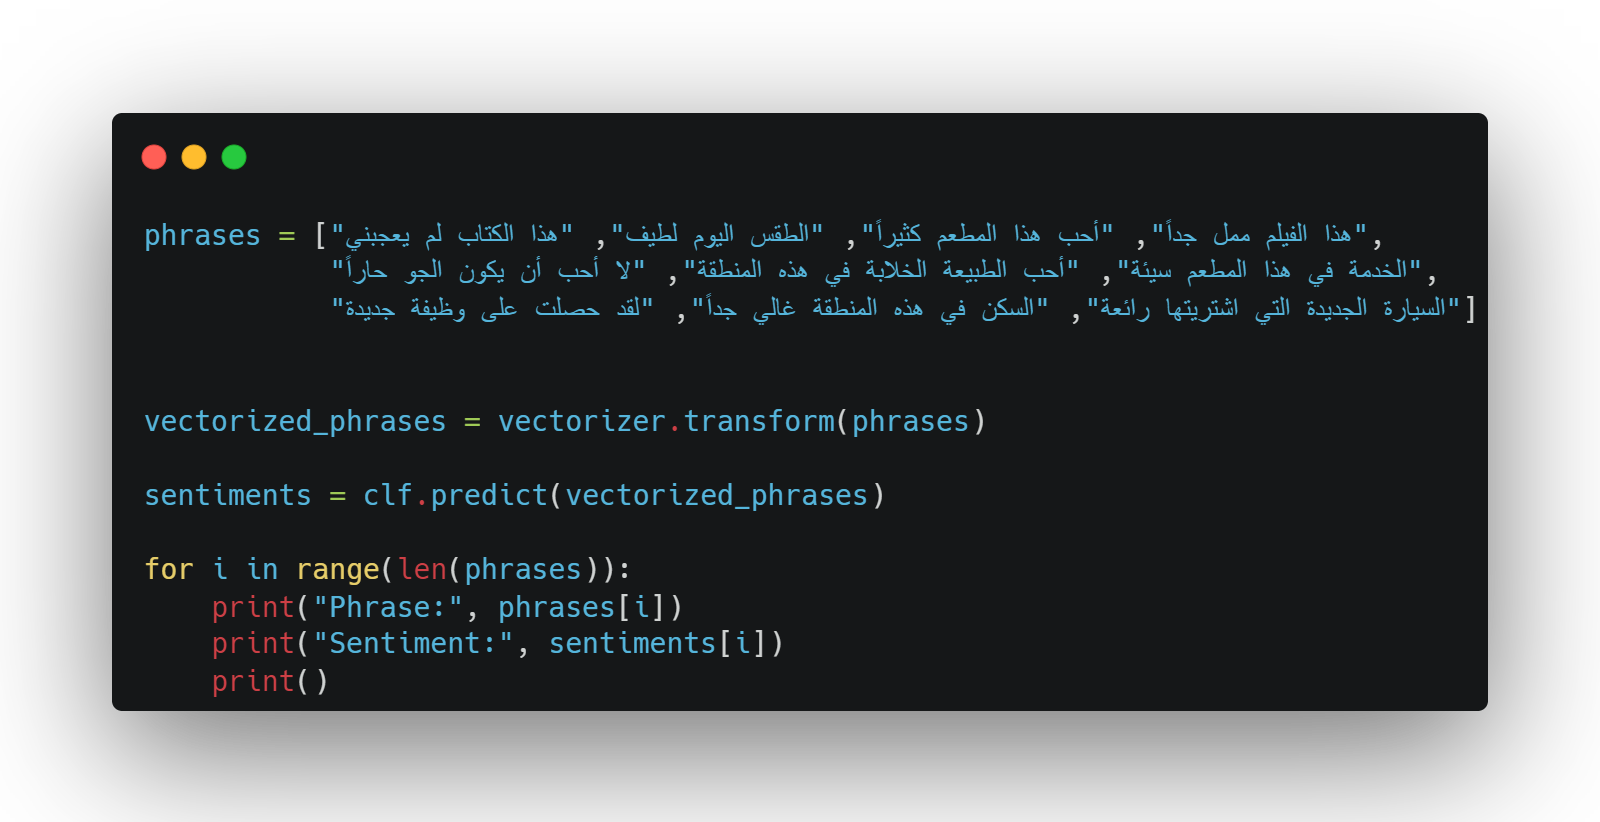 phrases = ["هذا الفيلم ممل جداً", "أحب هذا المطعم كثيراً", "الطقس اليوم لطيف", "هذا الكتاب لم يعجبني",
"الخدمة في هذا المطعم سيئة", "أحب الطبيعة الخلابة في هذه المنطقة", "لا أحب أن يكون الجو حاراً",
"السيارة الجديدة التي اشتريتها رائعة", "السكن في هذه المنطقة غالي جداً", "لقد حصلت على وظيفة جديدة"]
vectorized_phrases = vectorizer.transform(phrases)
sentiments = clf.predict(vectorized_phrases)
for i in range(len(phrases)):
    print("Phrase:", phrases[i])
    print("Sentiment:", sentiments[i])
    print()